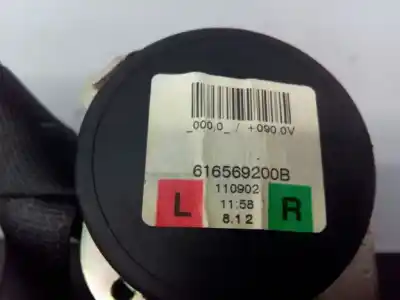 _000,0_ / +090.0V
616569200B
110902
L 11:58 R
8.12